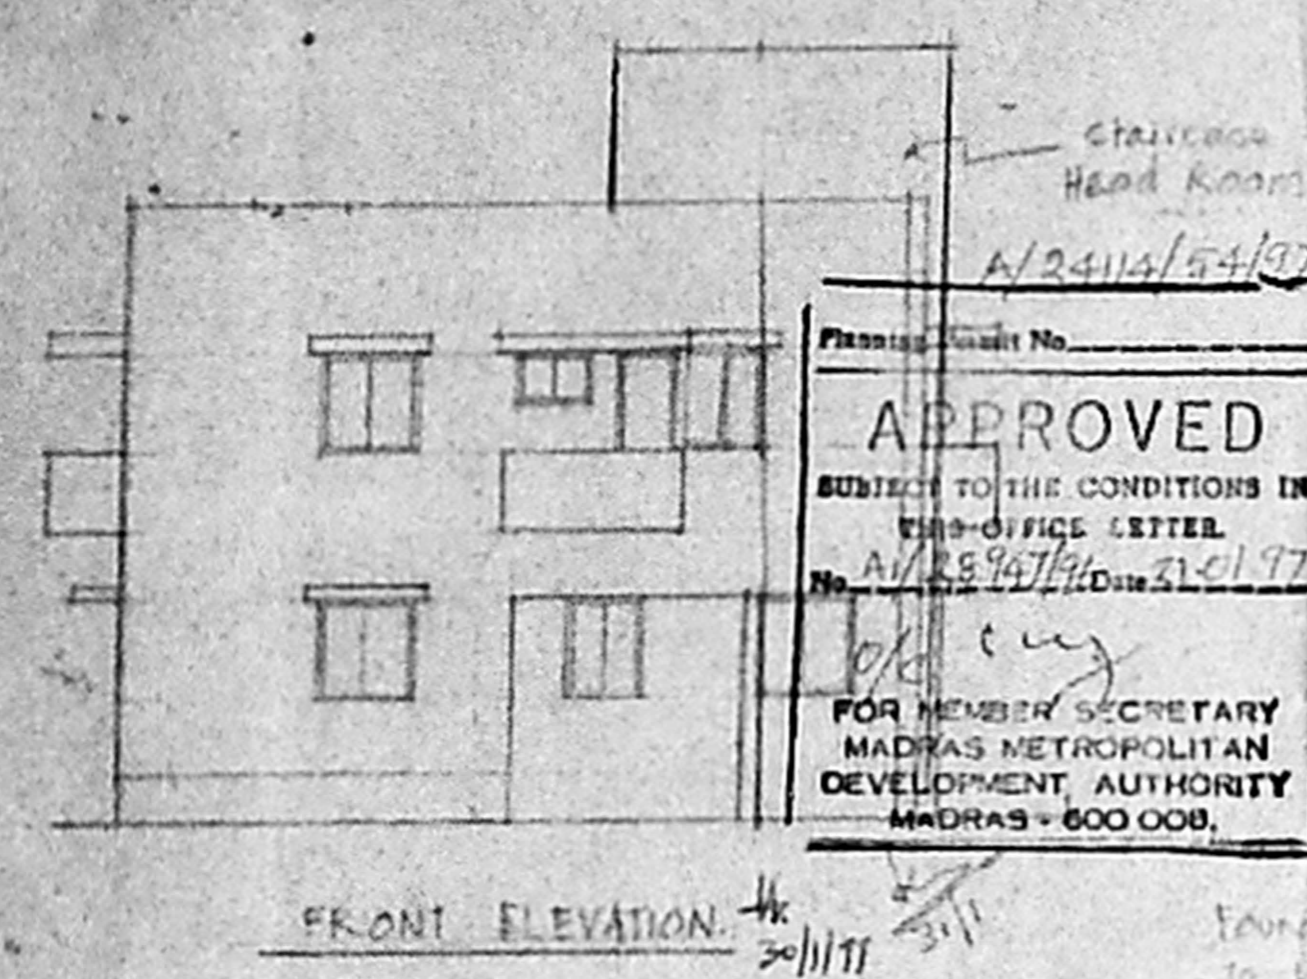 Staircase
Head Room
A/24114/54/97
Planning Permit No.
APPROVED
SUBJECT TO THE CONDITIONS IN
THIS OFFICE LETTER
No. A1/28947/96 Date 31-01 97
o/c
FOR MEMBER SECRETARY
MADRAS METROPOLITAN
DEVELOPMENT AUTHORITY
MADRAS - 600 008.
FRONT ELEVATION.
30/1/97
31/1